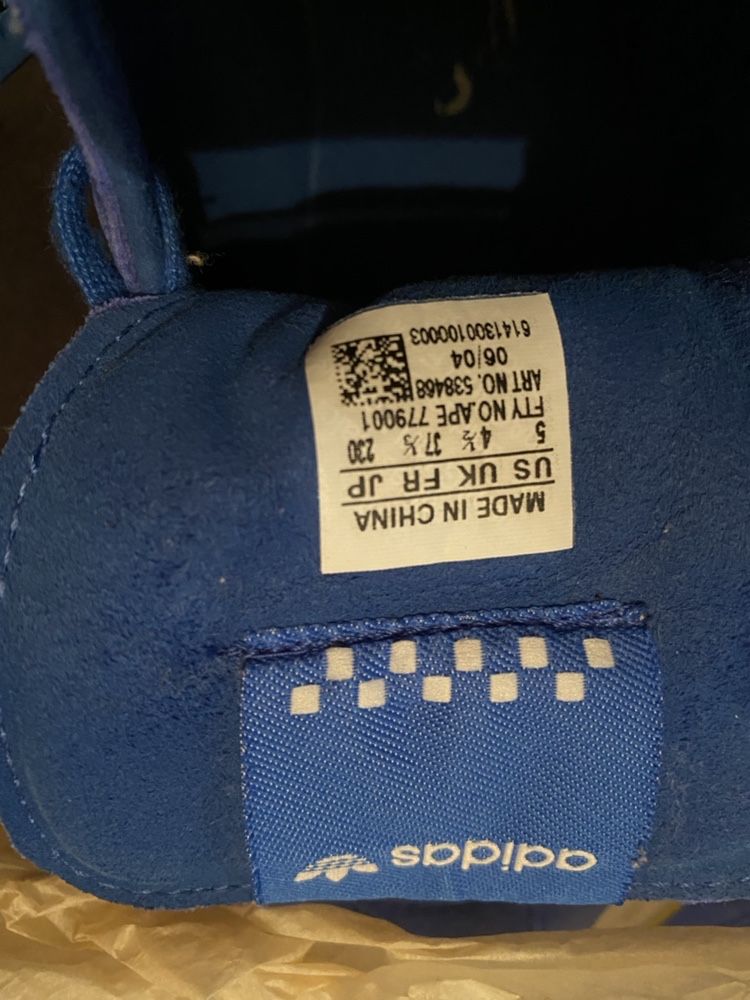 MADE IN CHINA
US UK FR JP
5 4½ 37⅓ 230
FTY NO.APE 779001
ART NO. 538468
06/04
6141300100003
adidas